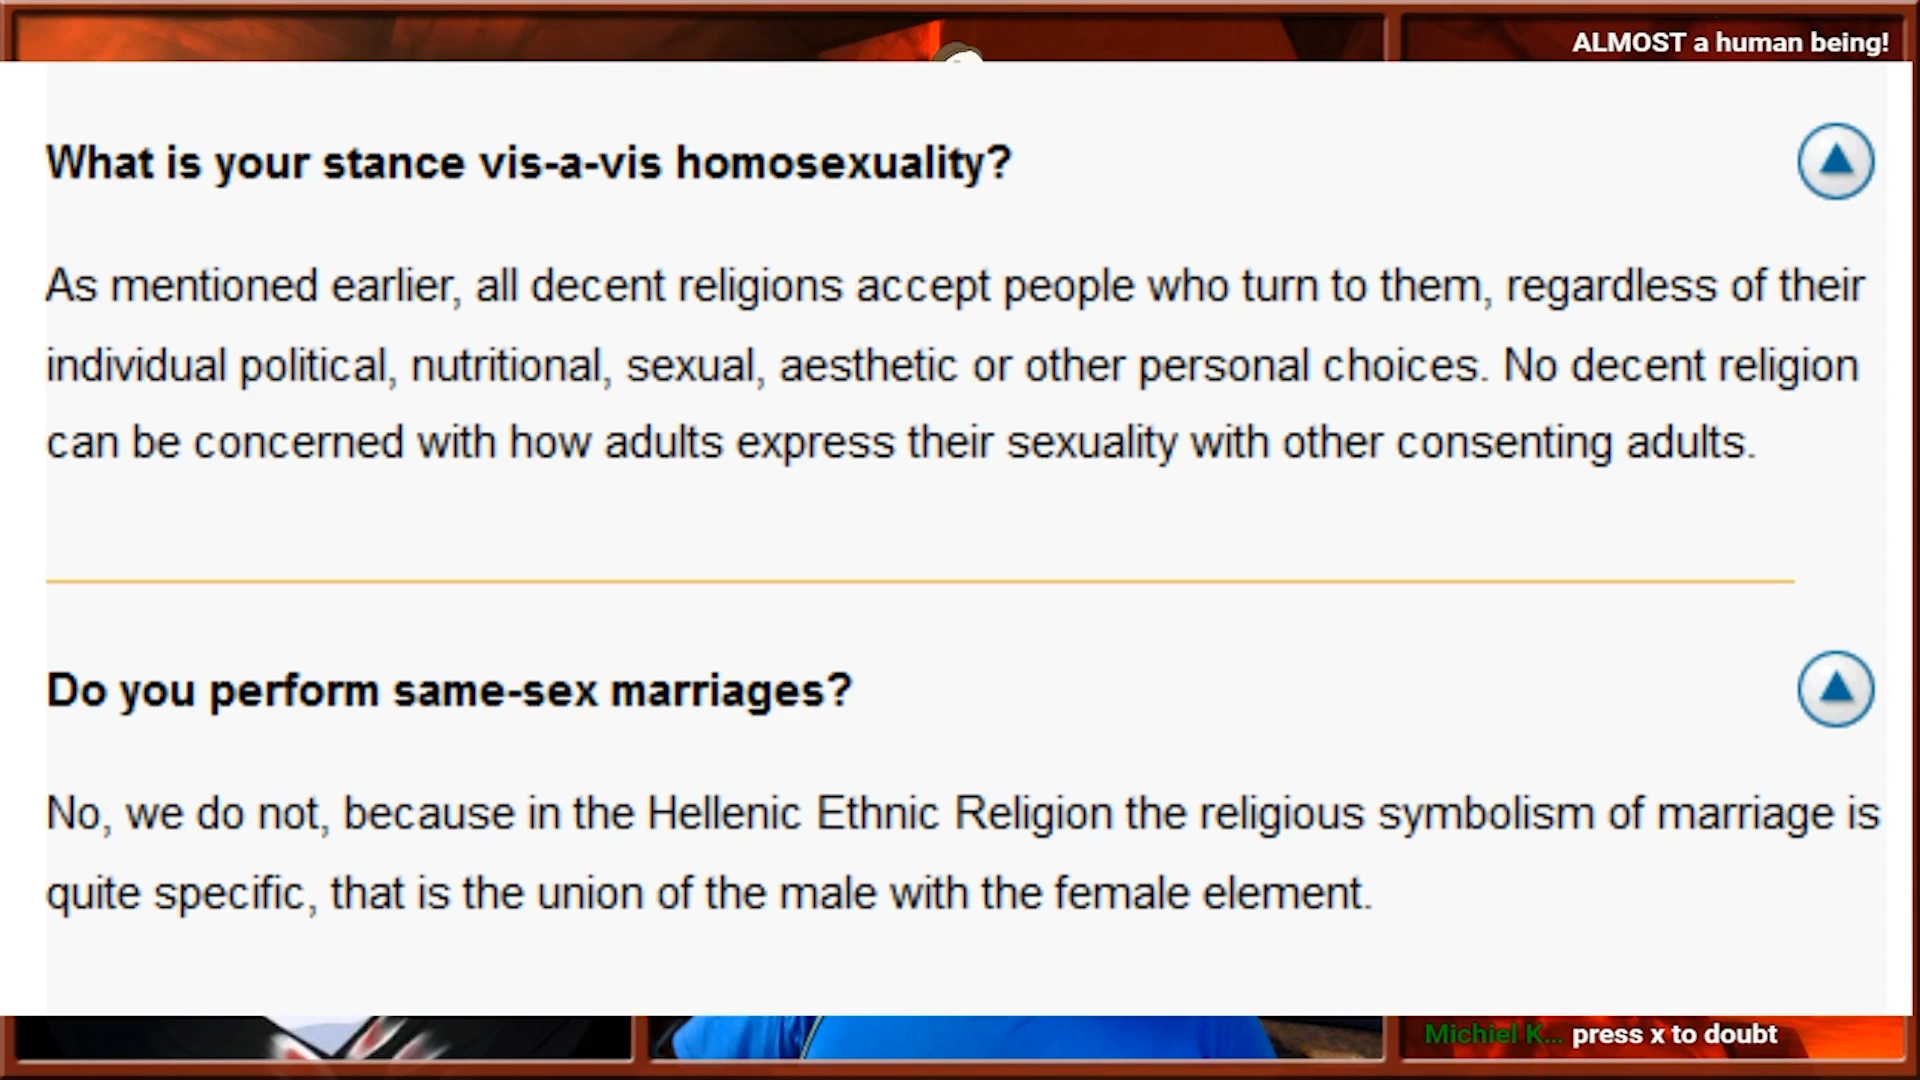 ALMOST a human being!
What is your stance vis-a-vis homosexuality?
As mentioned earlier, all decent religions accept people who turn to them, regardless of their
individual political, nutritional, sexual, aesthetic or other personal choices. No decent religion
can be concerned with how adults express their sexuality with other consenting adults.
Do you perform same-sex marriages?
No, we do not, because in the Hellenic Ethnic Religion the religious symbolism of marriage is
quite specific, that is the union of the male with the female element.
Michiel K... press x to doubt